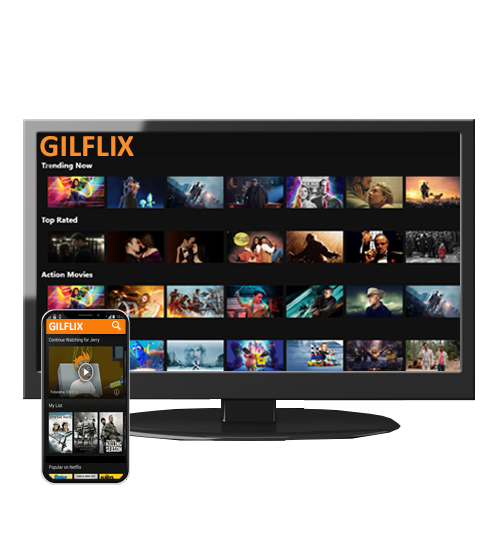 GILFLIX
Trending Now
Top Rated
Action Movies
GILFLIX
Continue Watching for Jerry
My List
KILLING
SEASON
Popular on Netflix